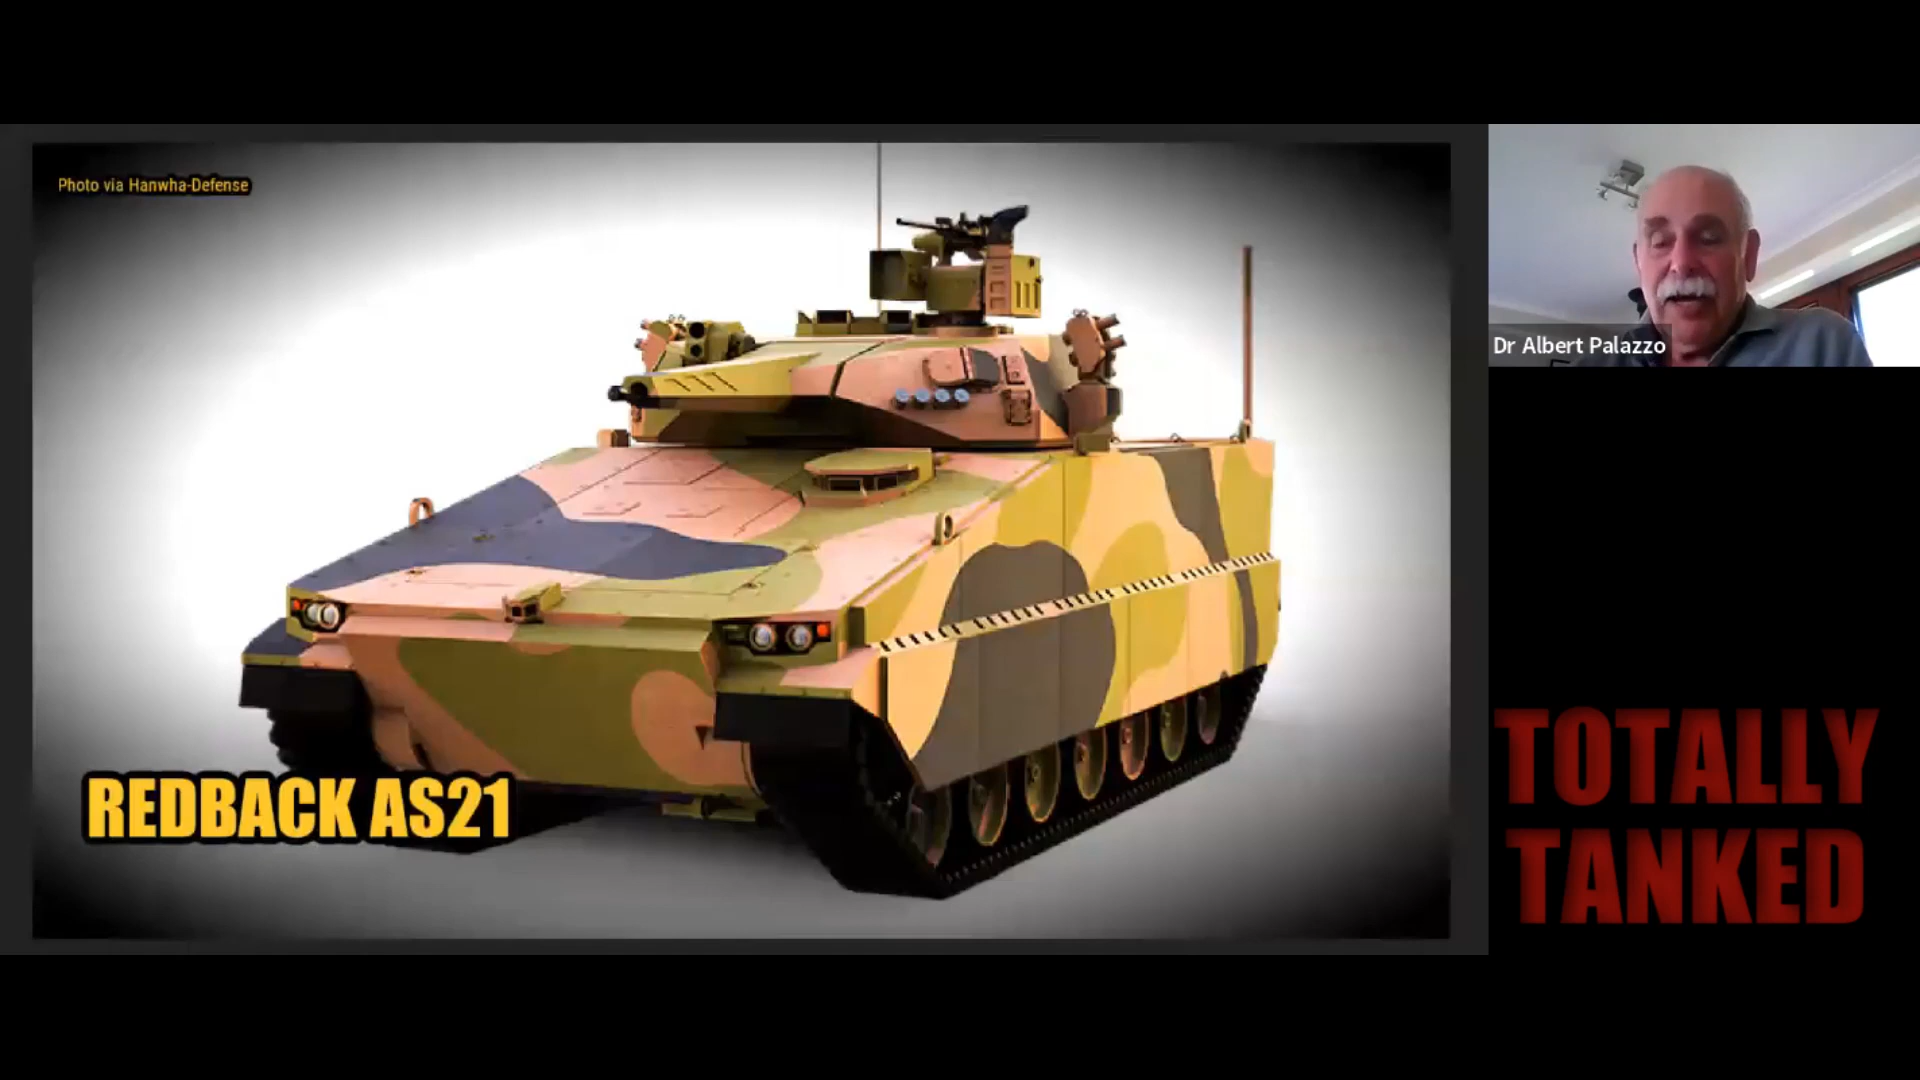 Photo via Hanwha-Defense
Dr Albert Palazzo
REDBACK AS21
TOTALLY
TANKED